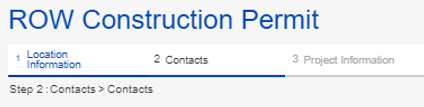 ROW Construction Permit
1 Location Information 2 Contacts 3 Project Information
Step 2 : Contacts > Contacts